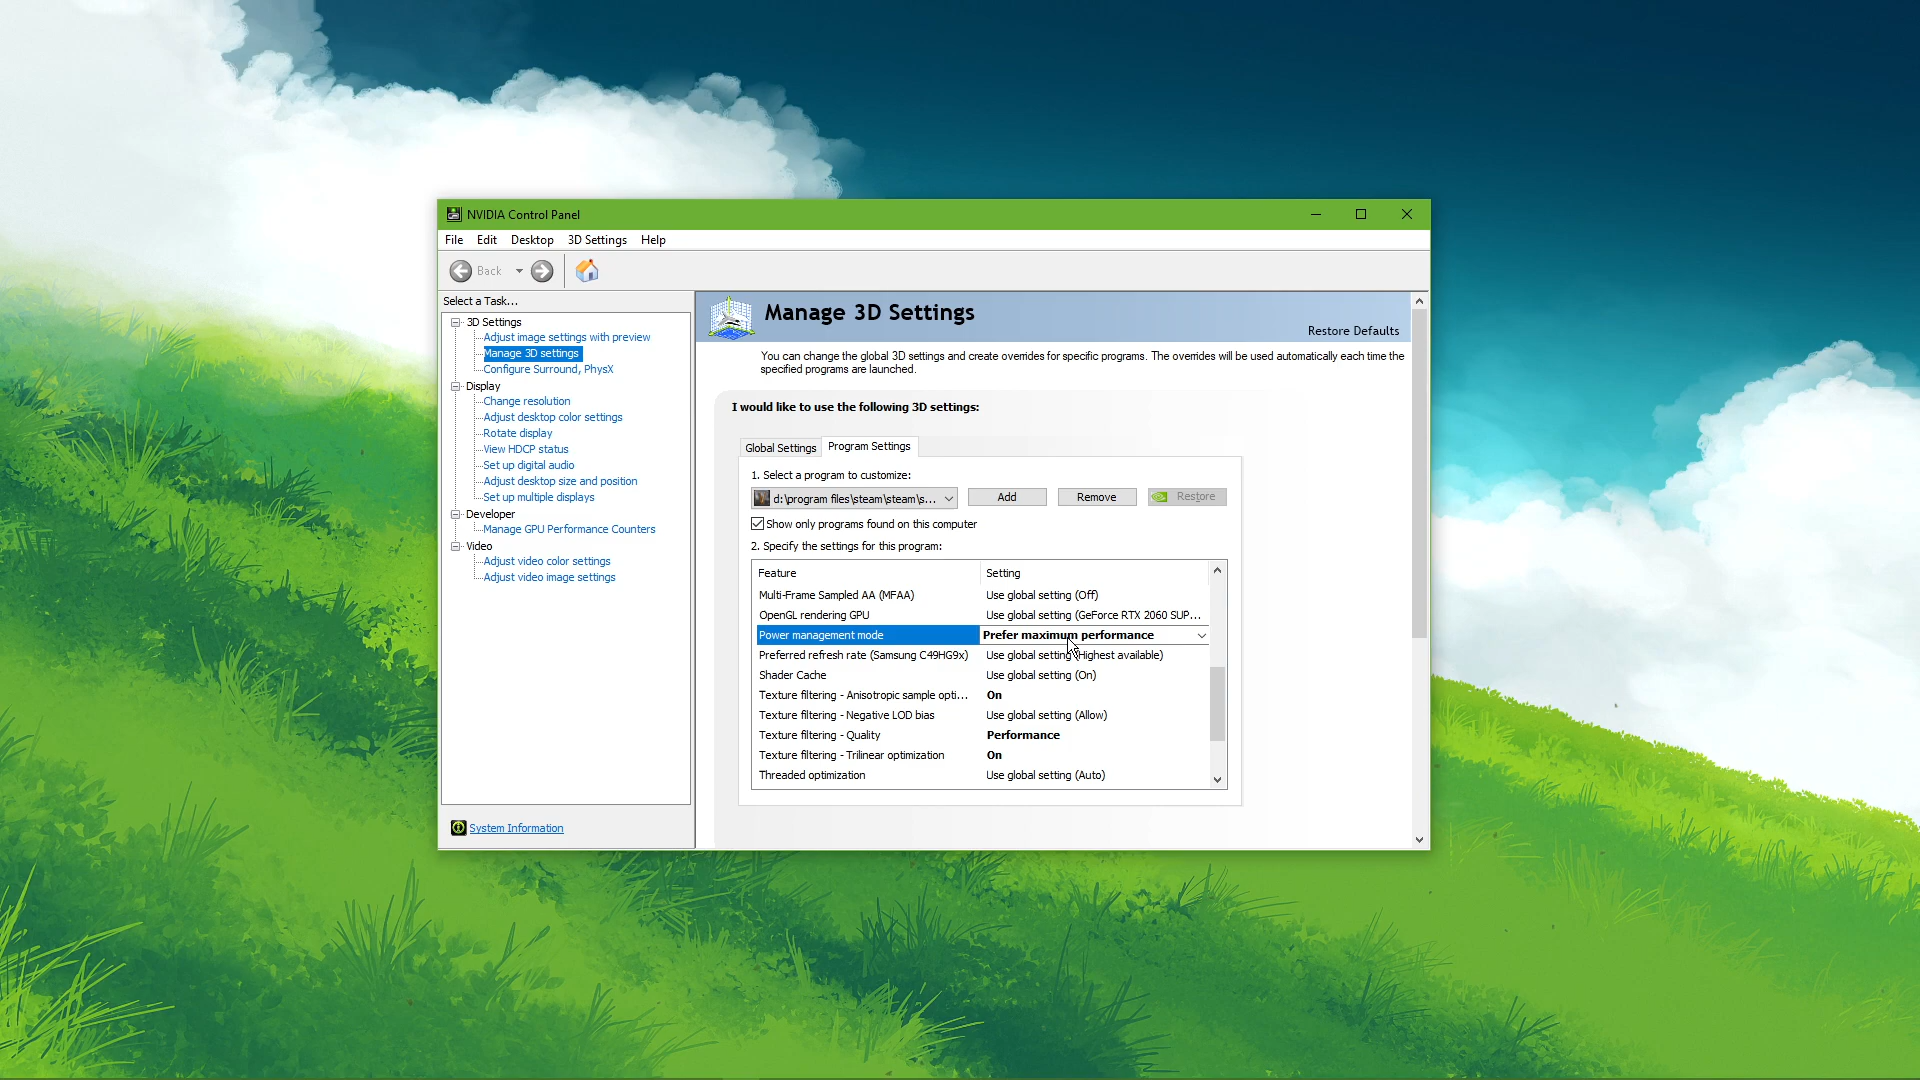 NVIDIA Control Panel
File Edit Desktop 3D Settings Help
Back
Select a Task...
3D Settings
Adjust image settings with preview
Manage 3D settings
Configure Surround, PhysX
Display
Change resolution
Adjust desktop color settings
Rotate display
View HDCP status
Set up digital audio
Adjust desktop size and position
Set up multiple displays
Developer
Manage GPU Performance Counters
Video
Adjust video color settings
Adjust video image settings
System Information
Manage 3D Settings
Restore Defaults
You can change the global 3D settings and create overrides for specific programs. The overrides will be used automatically each time the
specified programs are launched.
I would like to use the following 3D settings:
Global Settings Program Settings
1. Select a program to customize:
d:\program files\steam\steam\s... Add Remove Restore
Show only programs found on this computer
2. Specify the settings for this program:
Feature Setting
Multi-Frame Sampled AA (MFAA) Use global setting (Off)
OpenGL rendering GPU Use global setting (GeForce RTX 2060 SUP...
Power management mode Prefer maximum performance
Preferred refresh rate (Samsung C49HG9x) Use global setting (Highest available)
Shader Cache Use global setting (On)
Texture filtering - Anisotropic sample opti... On
Texture filtering - Negative LOD bias Use global setting (Allow)
Texture filtering - Quality Performance
Texture filtering - Trilinear optimization On
Threaded optimization Use global setting (Auto)